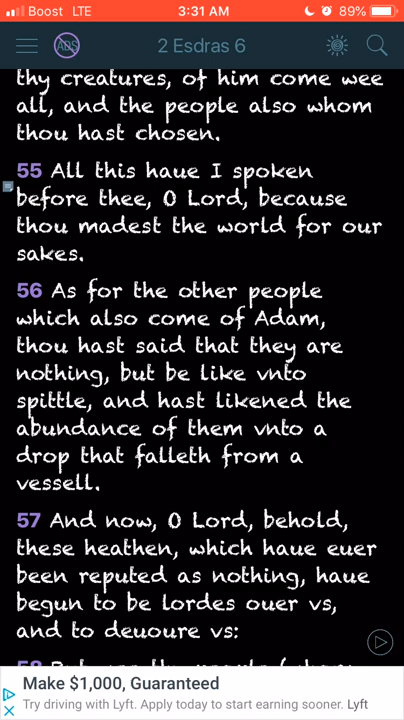 Boost LTE 3:31 AM 89%
ADS 2 Esdras 6
thy creatures, of him come wee
all, and the people also whom
thou hast chosen.
55 All this haue I spoken
before thee, O Lord, because
thou madest the world for our
sakes.
56 As for the other people
which also come of Adam,
thou hast said that they are
nothing, but be like vnto
spittle, and hast likened the
abundance of them vnto a
drop that falleth from a
vessell.
57 And now, O Lord, behold,
these heathen, which haue euer
been reputed as nothing, haue
begun to be lordes ouer vs,
and to deuoure vs:
Make $1,000, Guaranteed
Try driving with Lyft. Apply today to start earning sooner. Lyft